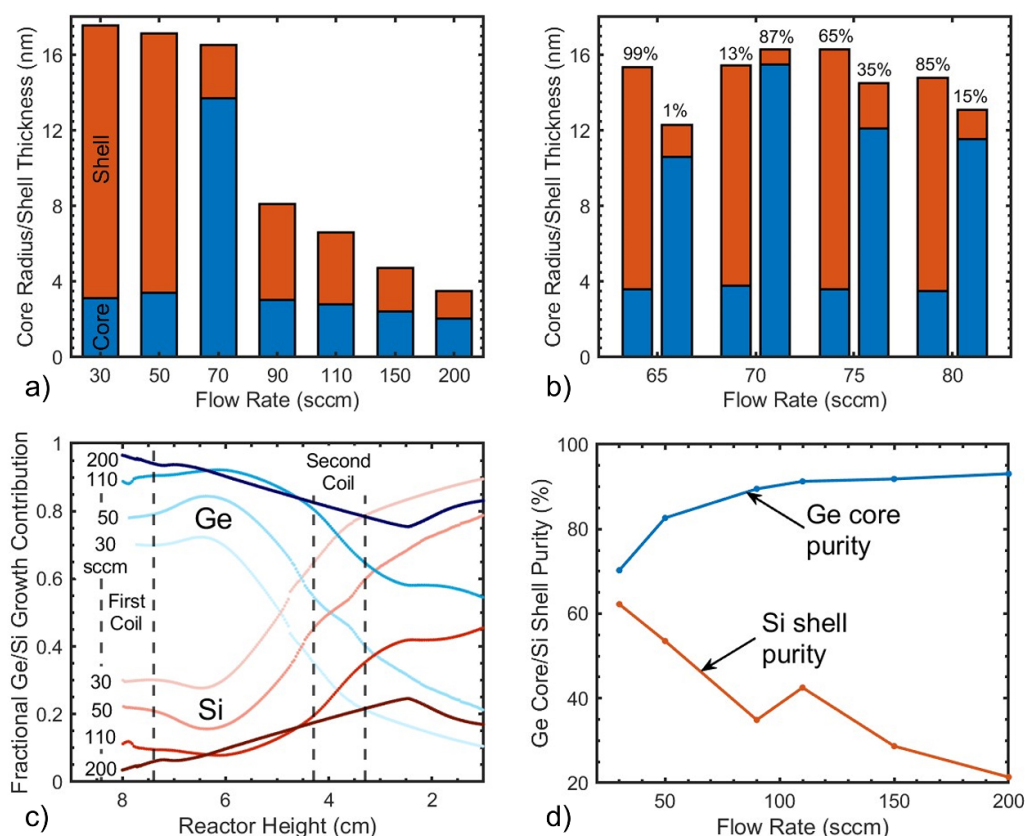 Core Radius/Shell Thickness (nm)
16
12
8
4
0
Shell
Core
30 50 70 90 110 150 200
Flow Rate (sccm)
a)
Core Radius/Shell Thickness (nm)
16
12
8
4
0
99% 1% 13% 87% 65% 35% 85% 15%
65 70 75 80
Flow Rate (sccm)
b)
Fractional Ge/Si Growth Contribution
1
0.8
0.6
0.4
0.2
0
200
110
50
30
sccm
First
Coil
30
50
110
200
Ge
Si
Second
Coil
8 6 4 2
Reactor Height (cm)
c)
Ge Core/Si Shell Purity (%)
100
80
60
40
20
Ge core
purity
Si shell
purity
50 100 150 200
Flow Rate (sccm)
d)